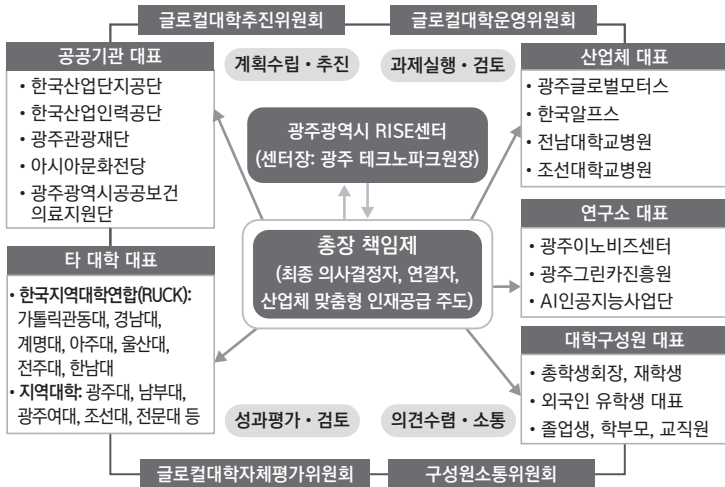 글로컬대학추진위원회
글로컬대학운영위원회
공공기관 대표
• 한국산업단지공단
• 한국산업인력공단
• 광주관광재단
• 아시아문화전당
• 광주광역시공공보건
의료지원단
계획수립・추진
과제실행・검토
산업체 대표
• 광주글로벌모터스
• 한국알프스
• 전남대학교병원
• 조선대학교병원
광주광역시 RISE센터
(센터장: 광주 테크노파크원장)
총장 책임제
(최종 의사결정자, 연결자,
산업체 맞춤형 인재공급 주도)
연구소 대표
• 광주이노비즈센터
• 광주그린카진흥원
• AI인공지능사업단
타 대학 대표
• 한국지역대학연합(RUCK):
가톨릭관동대, 경남대,
계명대, 아주대, 울산대,
전주대, 한남대
• 지역대학: 광주대, 남부대,
광주여대, 조선대, 전문대 등
대학구성원 대표
• 총학생회장, 재학생
• 외국인 유학생 대표
• 졸업생, 학부모, 교직원
성과평가・검토
의견수렴・소통
글로컬대학자체평가위원회
구성원소통위원회